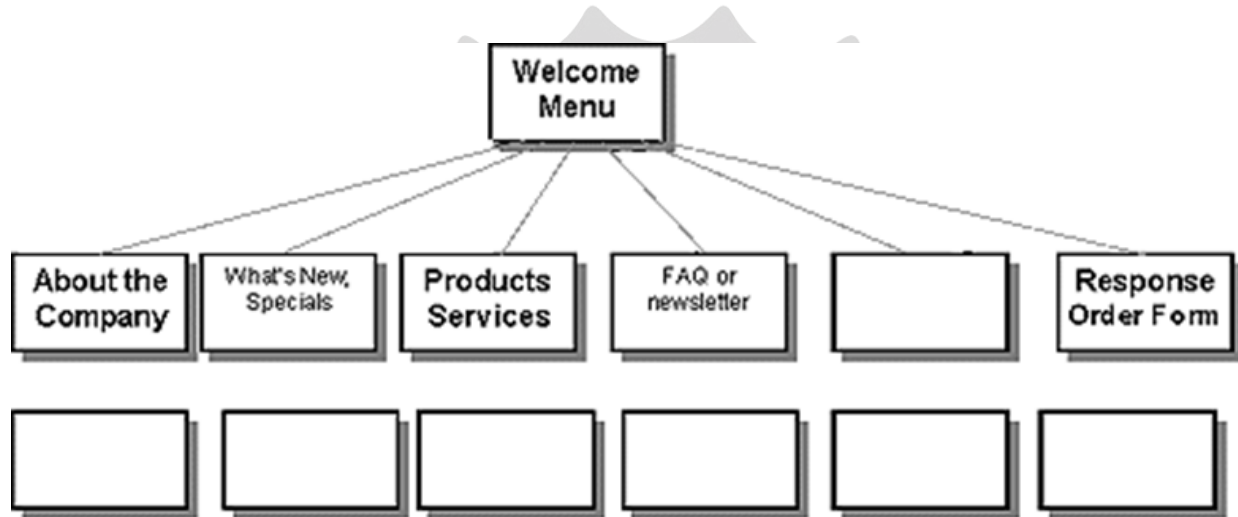 Welcome
Menu
About the
Company
What's New,
Specials
Products
Services
FAQ or
newsletter
Response
Order Form